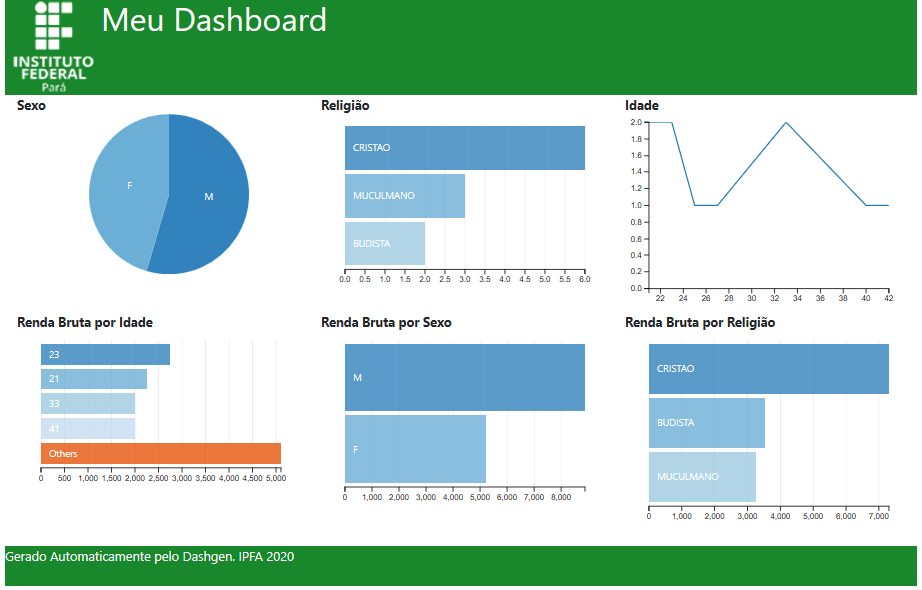 Meu Dashboard
INSTITUTO
FEDERAL
Pará
Sexo
F
M
Religião
CRISTAO
MUCULMANO
BUDISTA
0.0 0.5 1.0 1.5 2.0 2.5 3.0 3.5 4.0 4.5 5.0 5.5 6.0
Idade
2.0
1.8
1.6
1.4
1.2
1.0
0.8
0.6
0.4
0.2
0.0
22 24 26 28 30 32 34 36 38 40 42
Renda Bruta por Idade
23
21
33
41
Others
0 500 1,000 1,500 2,000 2,500 3,000 3,500 4,000 4,500 5,000
Renda Bruta por Sexo
M
F
0 1,000 2,000 3,000 4,000 5,000 6,000 7,000 8,000
Renda Bruta por Religião
CRISTAO
BUDISTA
MUCULMANO
0 1,000 2,000 3,000 4,000 5,000 6,000 7,000
Gerado Automaticamente pelo Dashgen. IPFA 2020